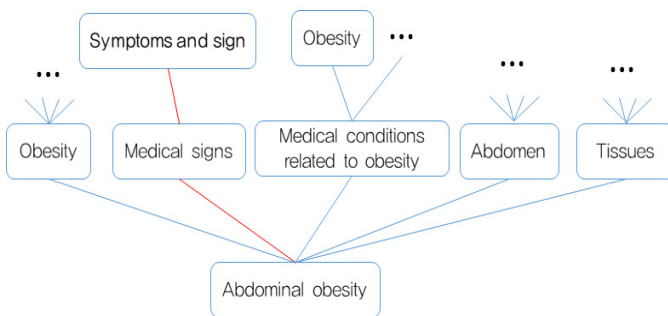 Symptoms and sign
Obesity
...
...
...
...
Obesity
Medical signs
Medical conditions
related to obesity
Abdomen
Tissues
Abdominal obesity